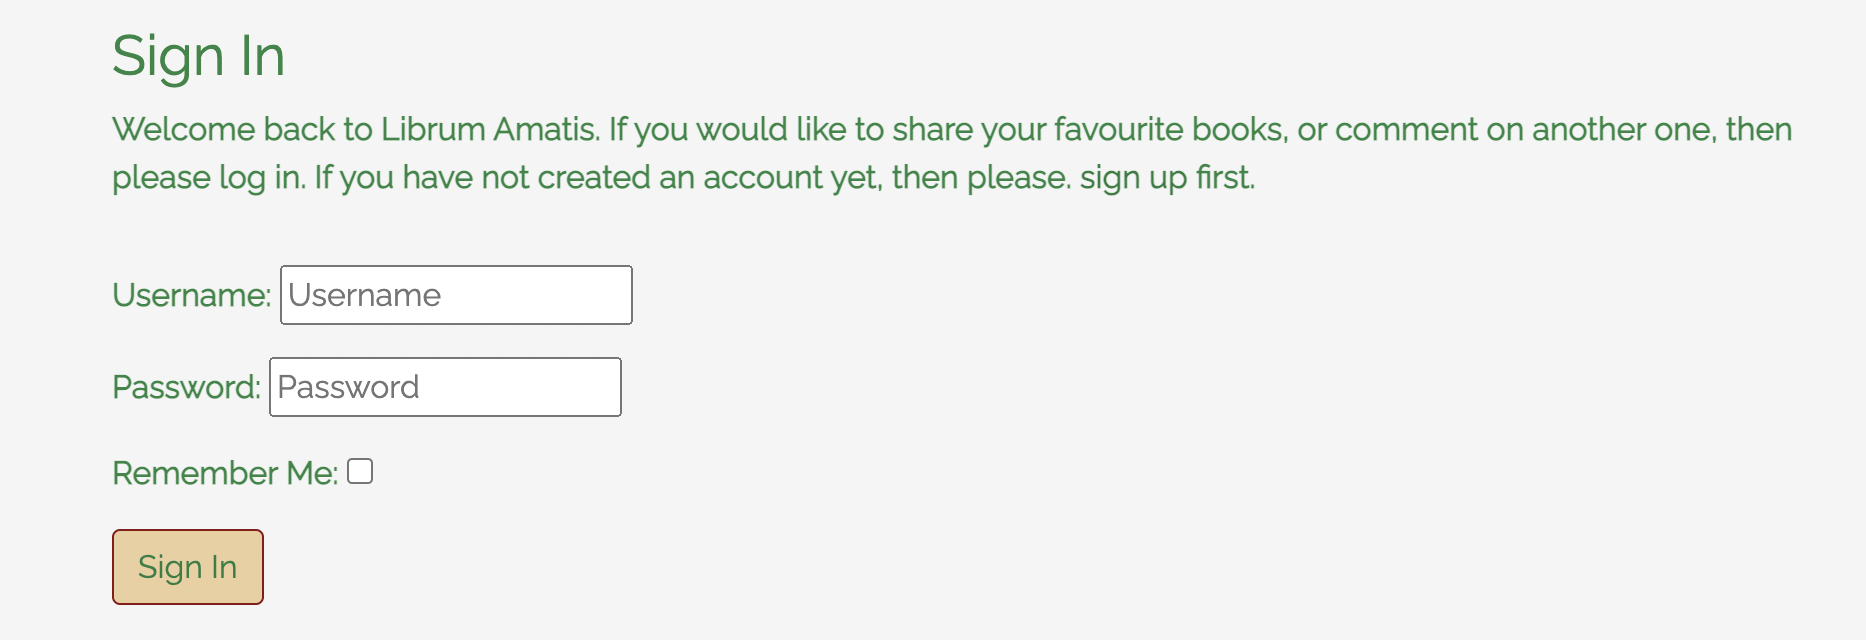 Sign In
Welcome back to Librum Amatis. If you would like to share your favourite books, or comment on another one, then
please log in. If you have not created an account yet, then please. sign up first.
Username: Username
Password: Password
Remember Me:
Sign In